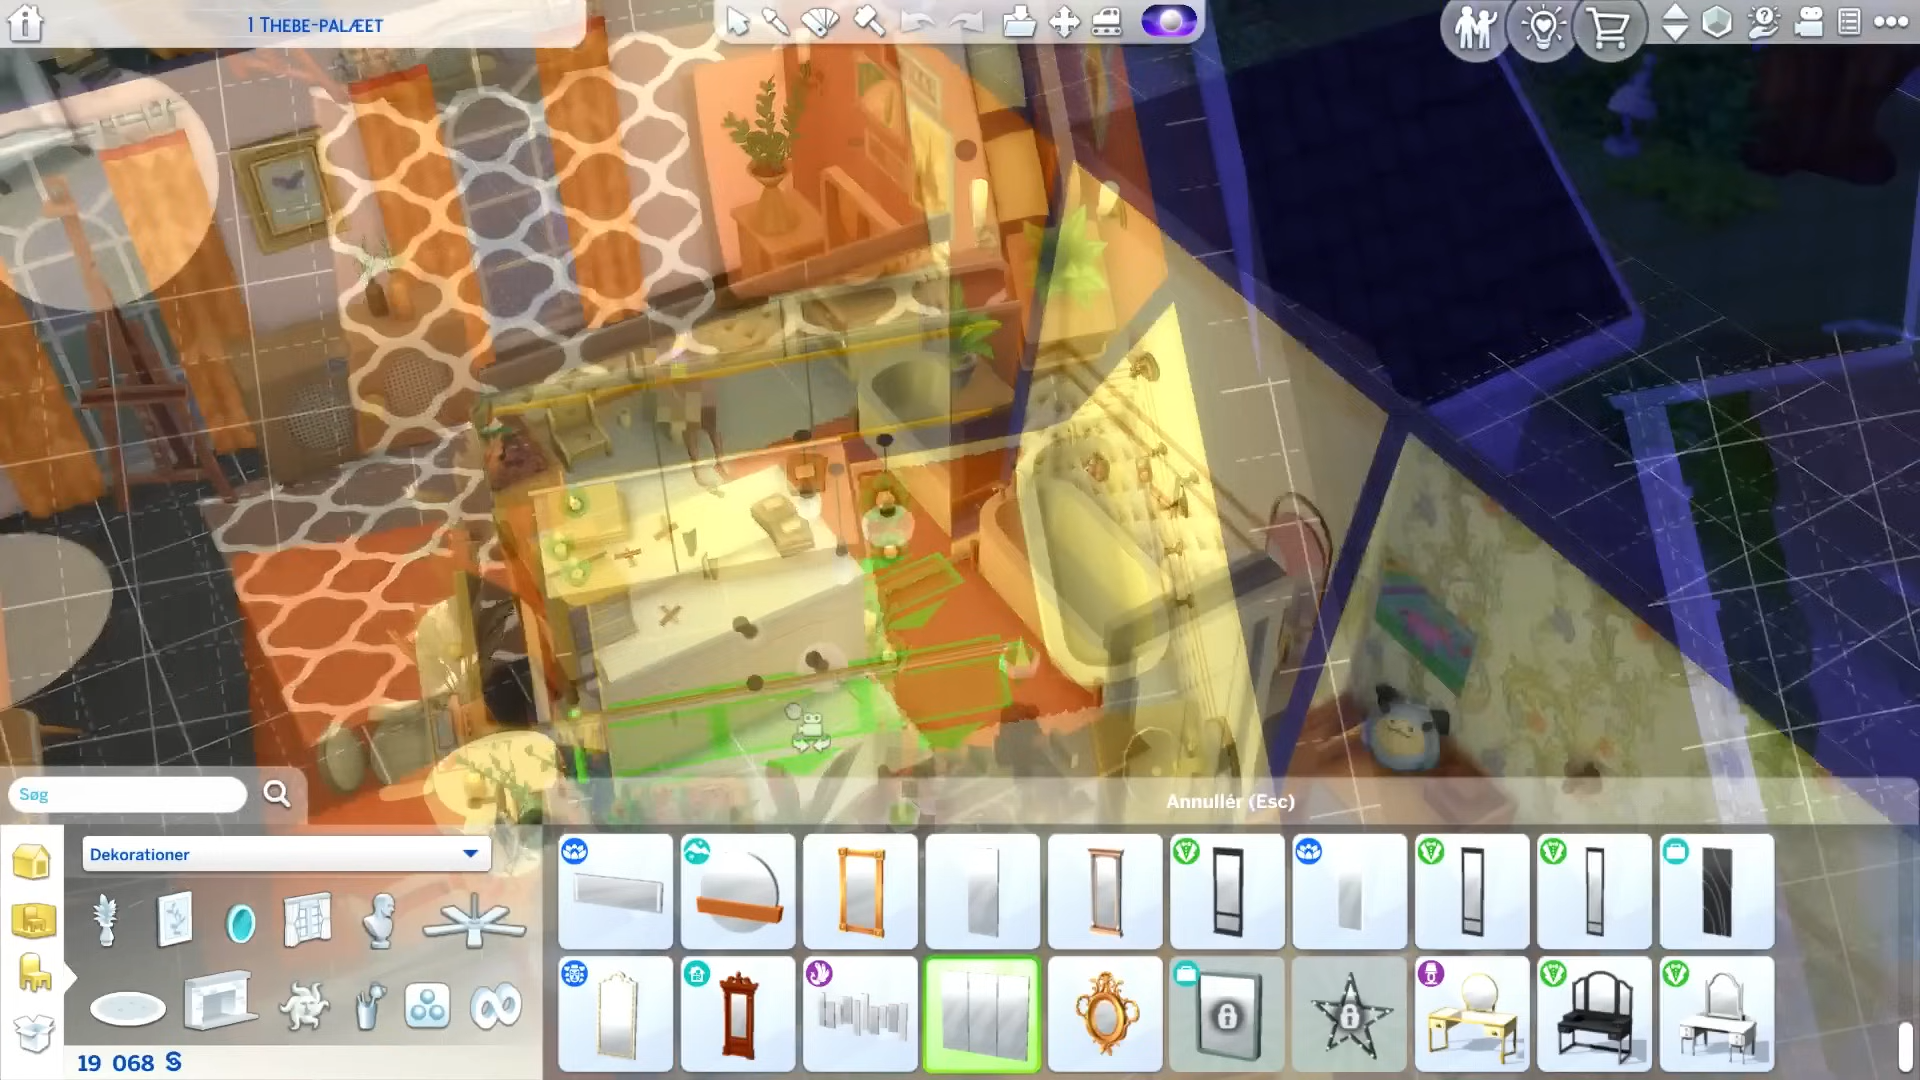 1 THEBE-PALÆET
Søg
Annullér (Esc)
Dekorationer
19 068 §